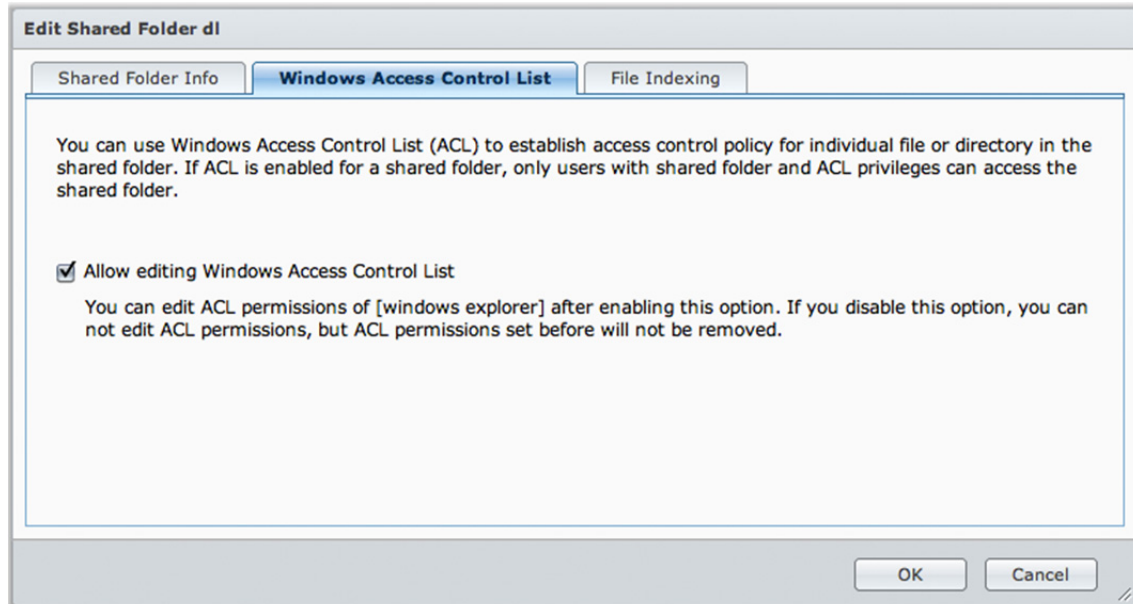 Edit Shared Folder dl
Shared Folder Info
Windows Access Control List
File Indexing
You can use Windows Access Control List (ACL) to establish access control policy for individual file or directory in the
shared folder. If ACL is enabled for a shared folder, only users with shared folder and ACL privileges can access the
shared folder.
Allow editing Windows Access Control List
You can edit ACL permissions of [windows explorer] after enabling this option. If you disable this option, you can
not edit ACL permissions, but ACL permissions set before will not be removed.
OK
Cancel